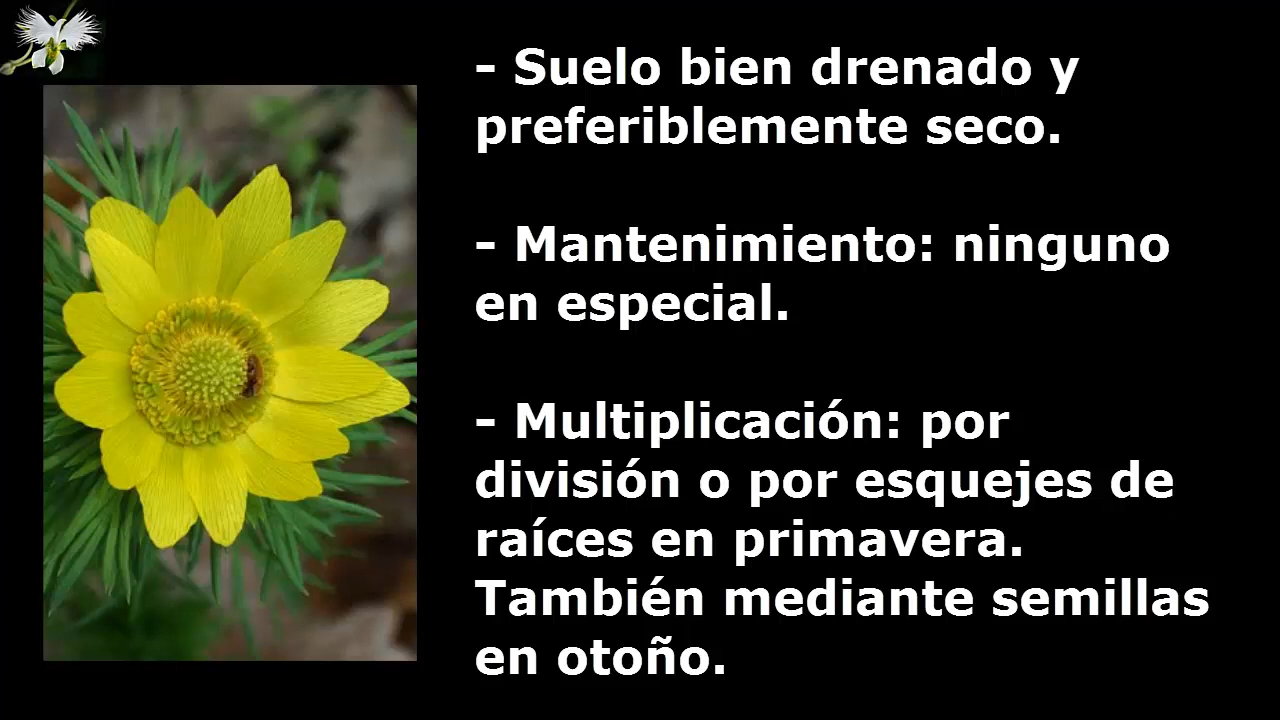 - Suelo bien drenado y
preferiblemente seco.
- Mantenimiento: ninguno
en especial.
- Multiplicación: por
división o por esquejes de
raíces en primavera.
También mediante semillas
en otoño.